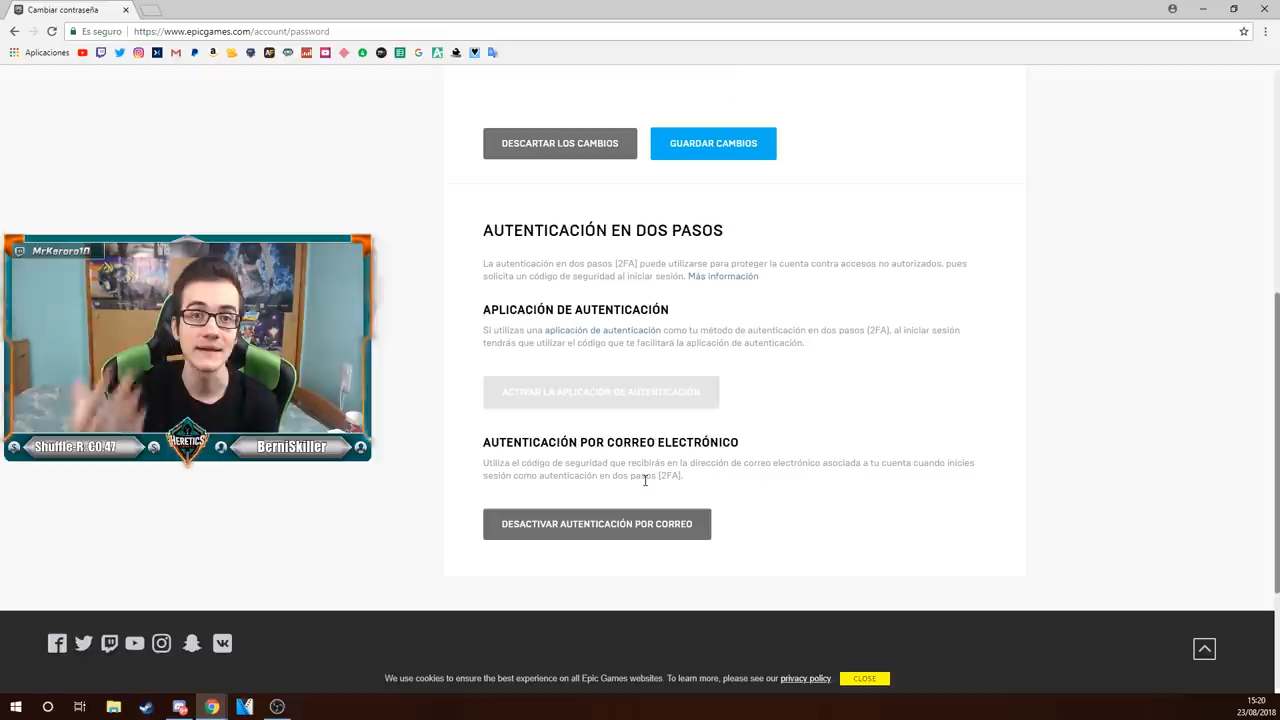 Cambiar contraseña
Es seguro
https://www.epicgames.com/account/password
Aplicaciones
DESCARTAR LOS CAMBIOS
GUARDAR CAMBIOS
AUTENTICACIÓN EN DOS PASOS
La autenticación en dos pasos [2FA] puede utilizarse para proteger la cuenta contra accesos no autorizados, pues
solicita un código de seguridad al iniciar sesión. Más información
APLICACIÓN DE AUTENTICACIÓN
Si utilizas una aplicación de autenticación como tu método de autenticación en dos pasos [2FA], al iniciar sesión
tendrás que utilizar el código que te facilitará la aplicación de autenticación.
ACTIVAR LA APLICACIÓN DE AUTENTICACIÓN
AUTENTICACIÓN POR CORREO ELECTRÓNICO
Utiliza el código de seguridad que recibirás en la dirección de correo electrónico asociada a tu cuenta cuando inicies
sesión como autenticación en dos pasos [2FA].
DESACTIVAR AUTENTICACIÓN POR CORREO
MrKeroro10
Shuffle-R: CO.47
HERETICS
BerniSkiller
We use cookies to ensure the best experience on all Epic Games websites. To learn more, please see our privacy policy.
CLOSE
15:20
23/08/2018